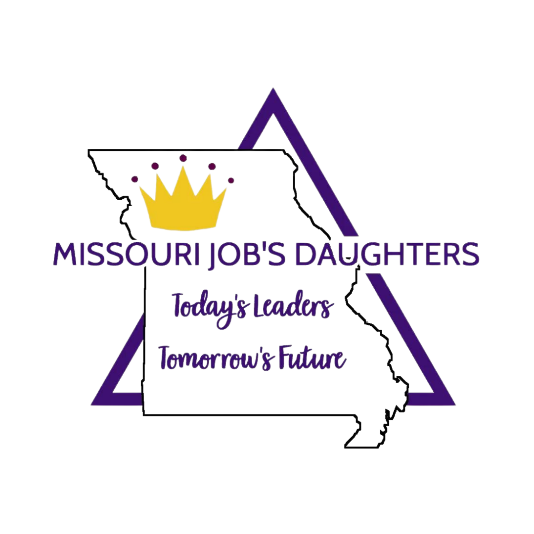 MISSOURI JOB'S DAUGHTERS
Today's Leaders
Tomorrow's Future